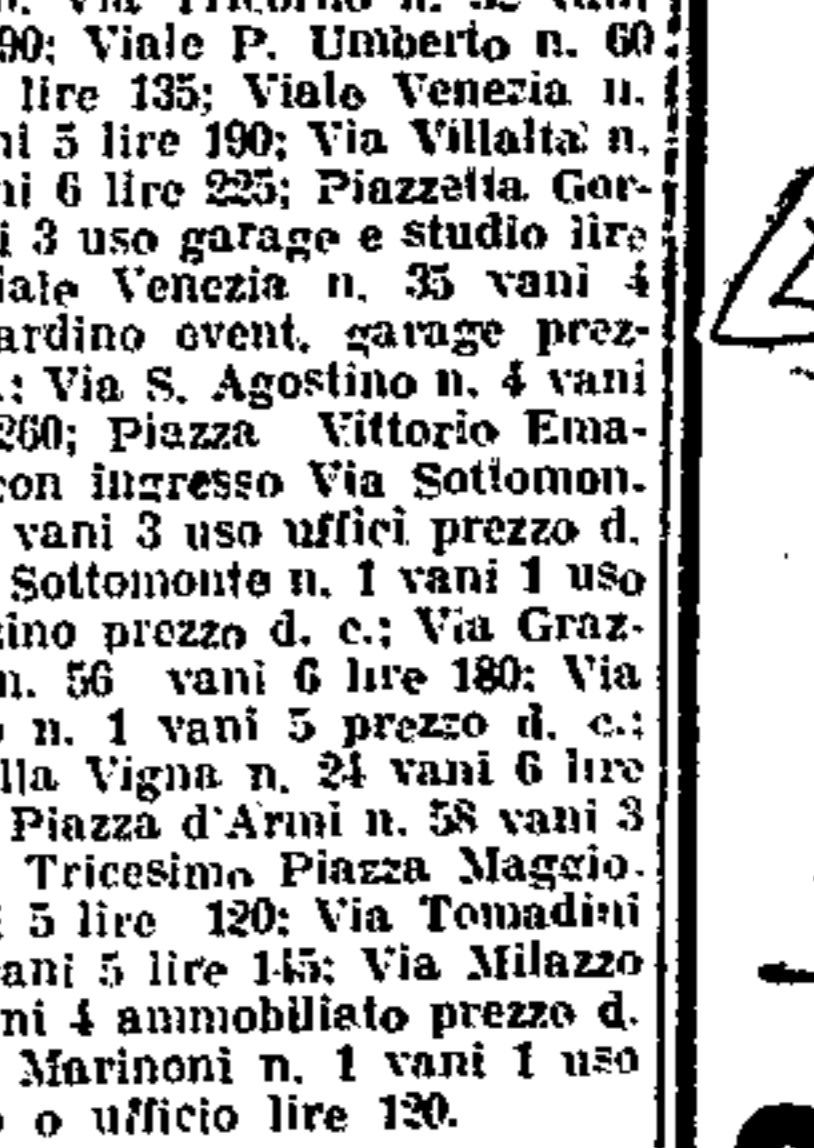 90; Viale P. Umberto n. 60
lire 135; Viale Venezia n.
ni 5 lire 190; Via Villalta n.
ni 6 lire 225; Piazzetta Gor-
i 3 uso garage e studio lire
iale Venezia n. 35 vani 4
ardino event. garage prez-
.; Via S. Agostino n. 4 vani
260; Piazza Vittorio Ema-
con ingresso Via Sottomon-
vani 3 uso uffici prezzo d.
Sottomonte n. 1 vani 1 uso
ino prezzo d. c.; Via Graz-
n. 56 vani 6 lire 180; Via
n. 1 vani 5 prezzo d. c.;
lla Vigna n. 24 vani 6 lire
Piazza d'Armi n. 58 vani 3
Tricesimo Piazza Maggio-
i 5 lire 120; Via Tomadini
ani 5 lire 145; Via Milazzo
ni 4 ammobiliato prezzo d.
Marinoni n. 1 vani 1 uso
o o ufficio lire 120.